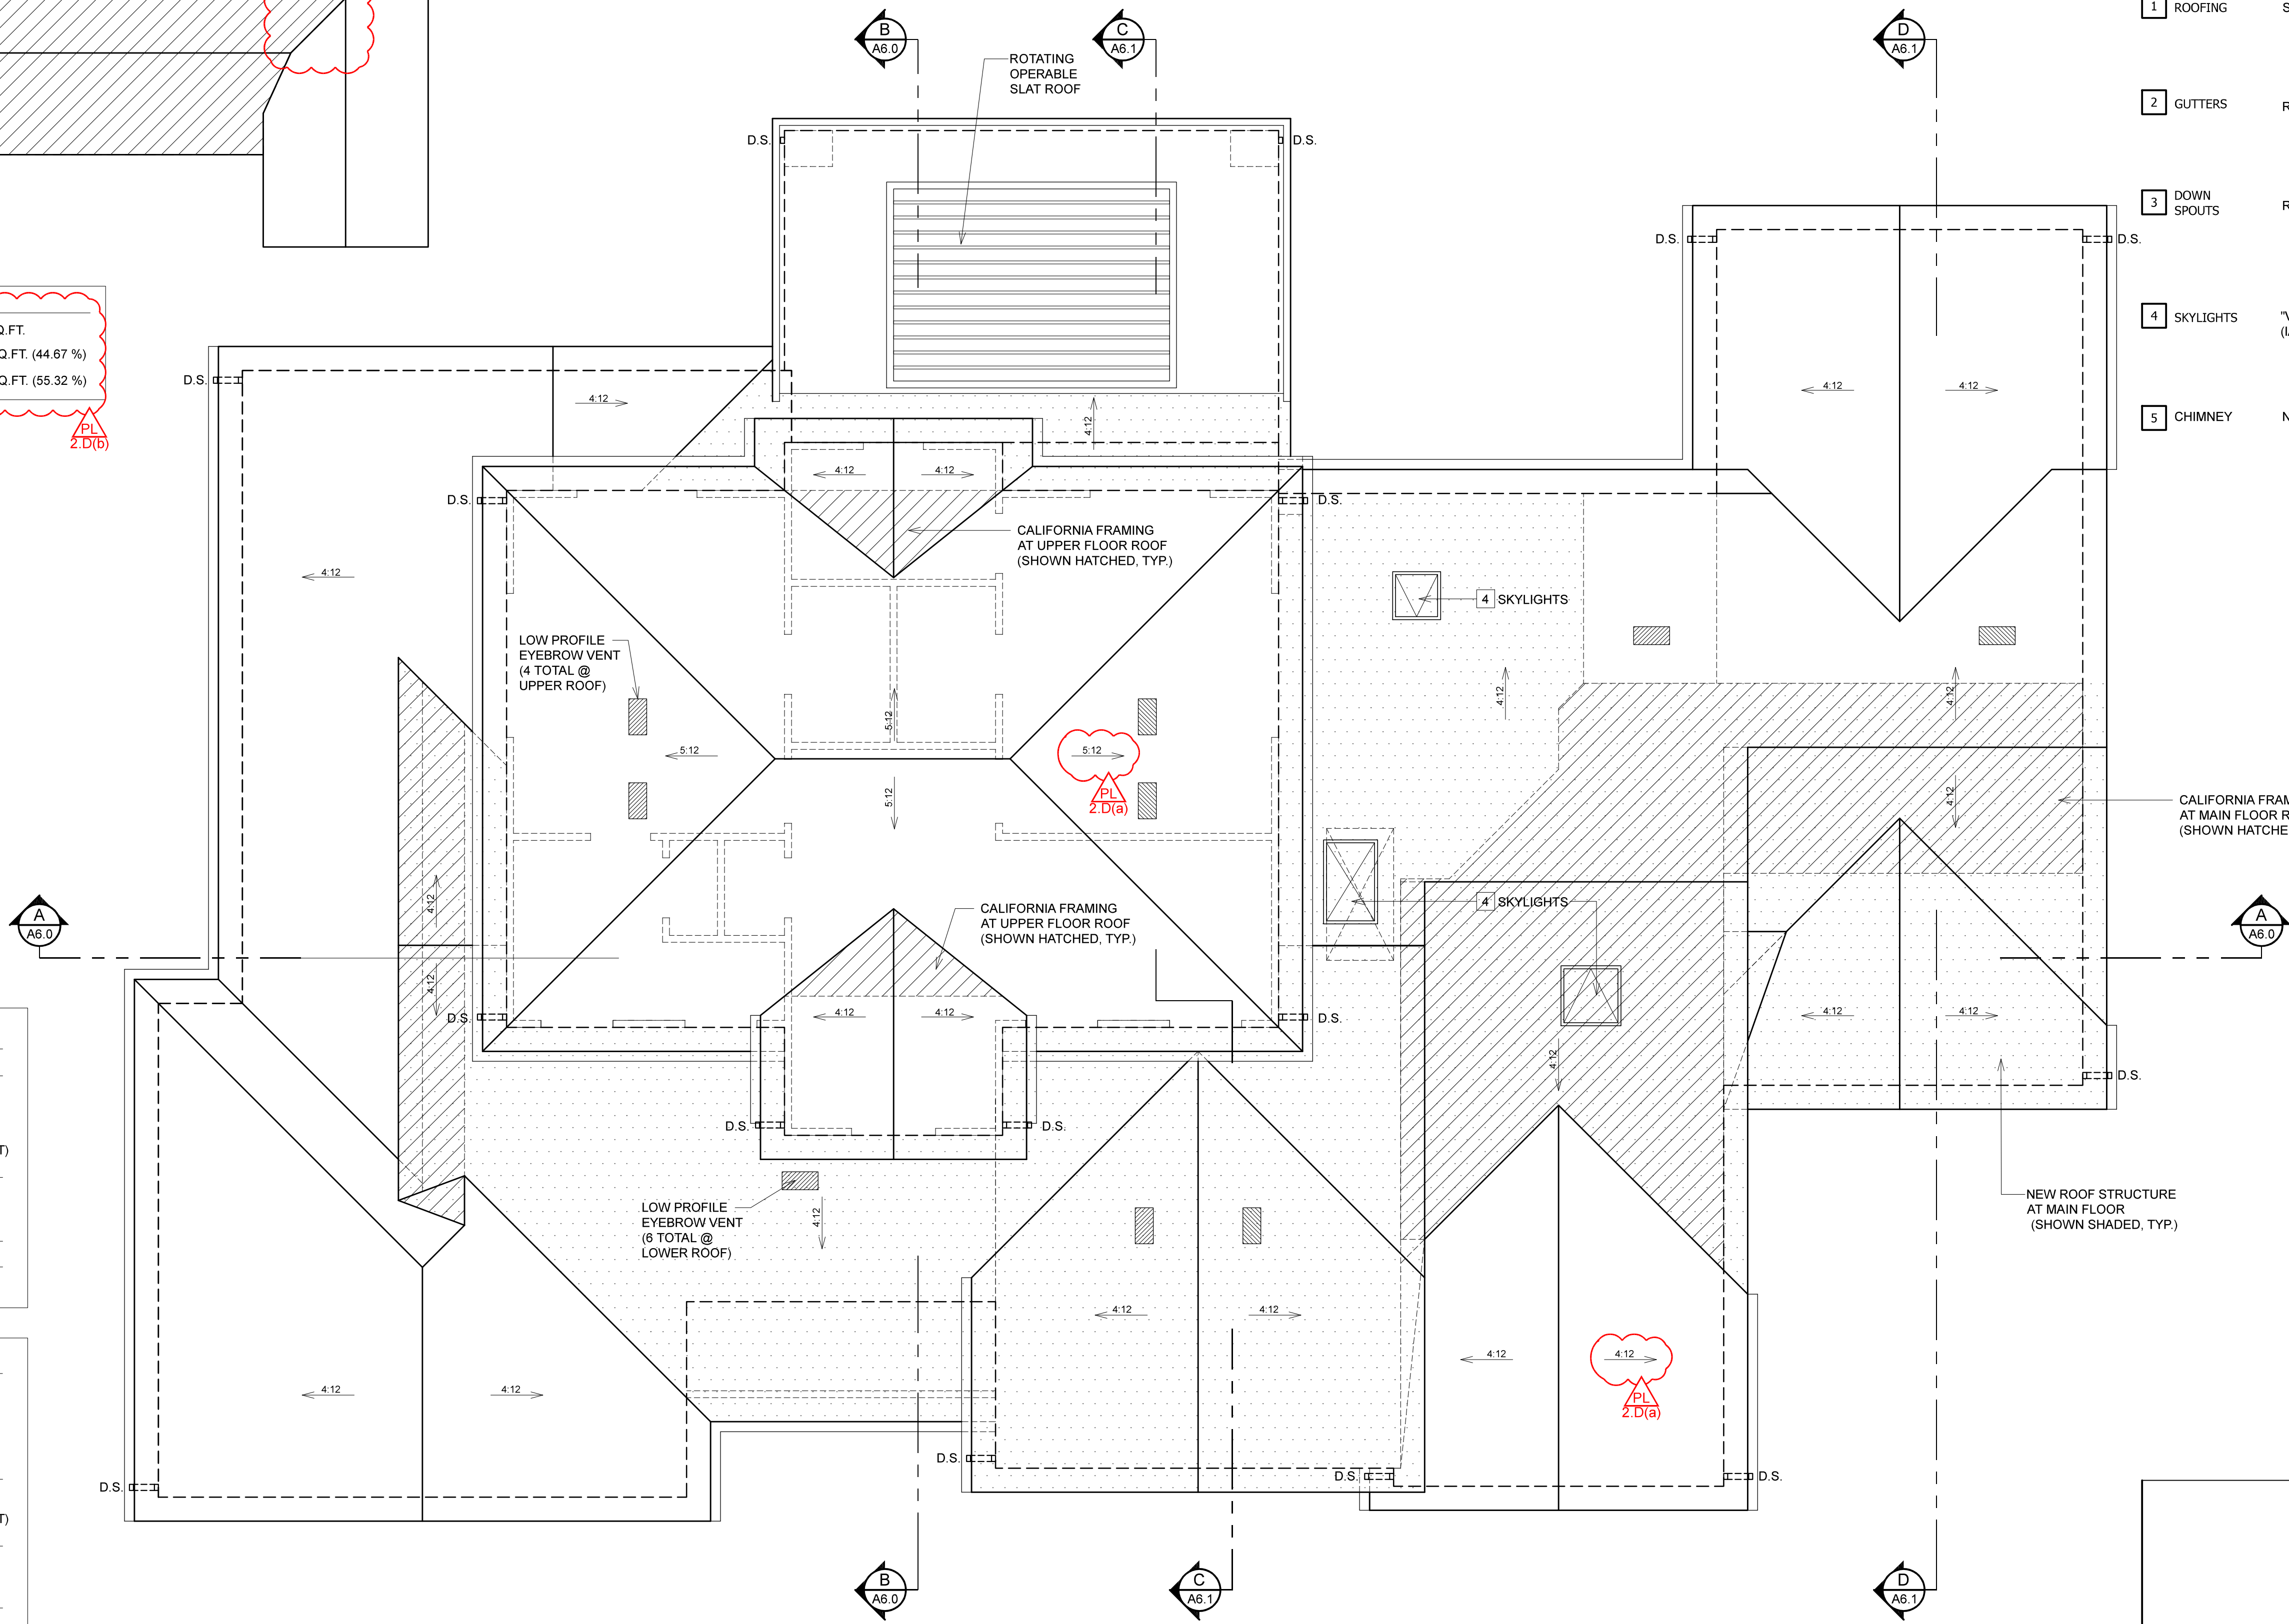 B
A6.0
C
A6.1
D
A6.1
1 ROOFING
ROTATING
OPERABLE
SLAT ROOF
2 GUTTERS
D.S.
D.S.
3 DOWN
SPOUTS
D.S.
D.S.
Q.FT.
Q.FT. (44.67 %)
Q.FT. (55.32 %)
PL
2.D(b)
4 SKYLIGHTS
D.S.
4:12
4:12
4:12
4:12
5 CHIMNEY
4:12
4:12
D.S.
D.S.
CALIFORNIA FRAMING
AT UPPER FLOOR ROOF
(SHOWN HATCHED, TYP.)
4:12
4 SKYLIGHTS
LOW PROFILE
EYEBROW VENT
(4 TOTAL @
UPPER ROOF)
4:12
4:12
5:12
5:12
5:12
PL
2.D(a)
5:12
4:12
CALIFORNIA FRAM
AT MAIN FLOOR R
(SHOWN HATCHE
4:12
4 SKYLIGHTS
CALIFORNIA FRAMING
AT UPPER FLOOR ROOF
(SHOWN HATCHED, TYP.)
A
A6.0
A
A6.0
4:12
D.S.
4:12
4:12
D.S.
4:12
4:12
4:12
D.S.
D.S.
D.S.
T)
LOW PROFILE
EYEBROW VENT
(6 TOTAL @
LOWER ROOF)
4:12
NEW ROOF STRUCTURE
AT MAIN FLOOR
(SHOWN SHADED, TYP.)
4:12
4:12
4:12
4:12
PL
2.D(a)
4:12
4:12
D.S.
D.S.
D.S.
D.S.
T)
B
A6.0
C
A6.1
D
A6.1